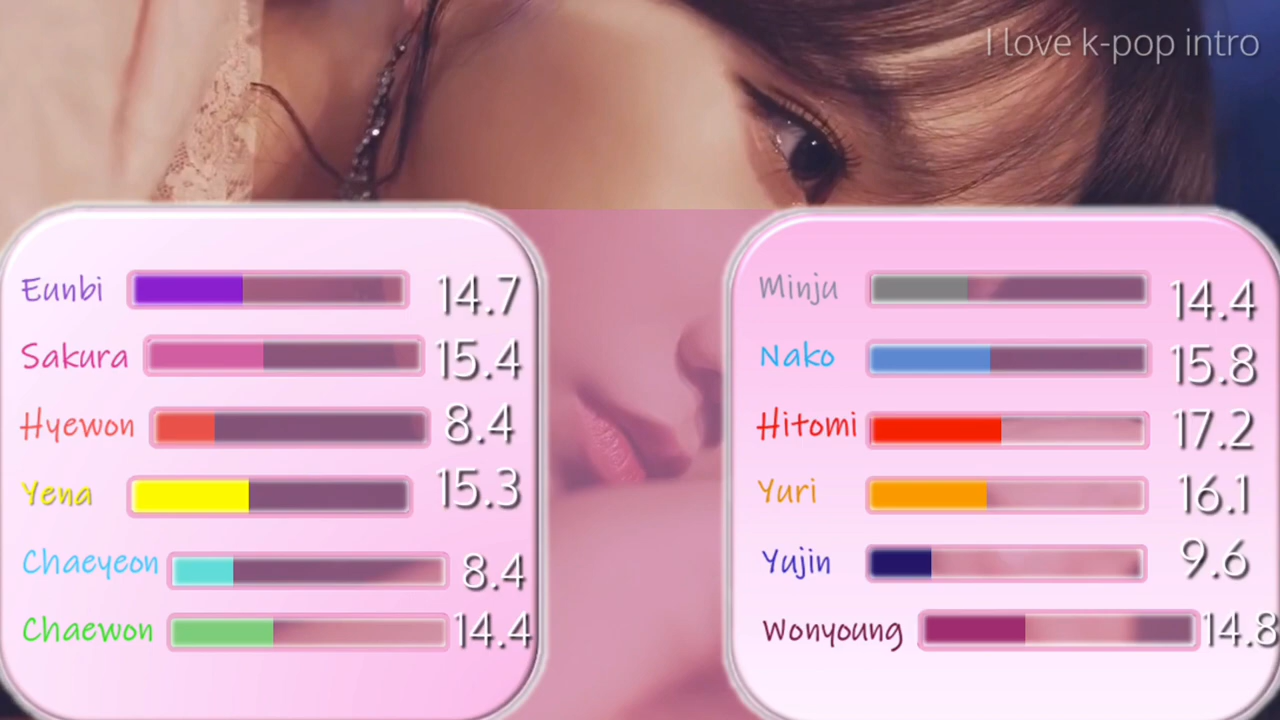 I love k-pop intro
Eunbi 14.7
Sakura 15.4
Hyewon 8.4
Yena 15.3
Chaeyeon 8.4
Chaewon 14.4
Minju 14.4
Nako 15.8
Hitomi 17.2
Yuri 16.1
Yujin 9.6
Wonyoung 14.8